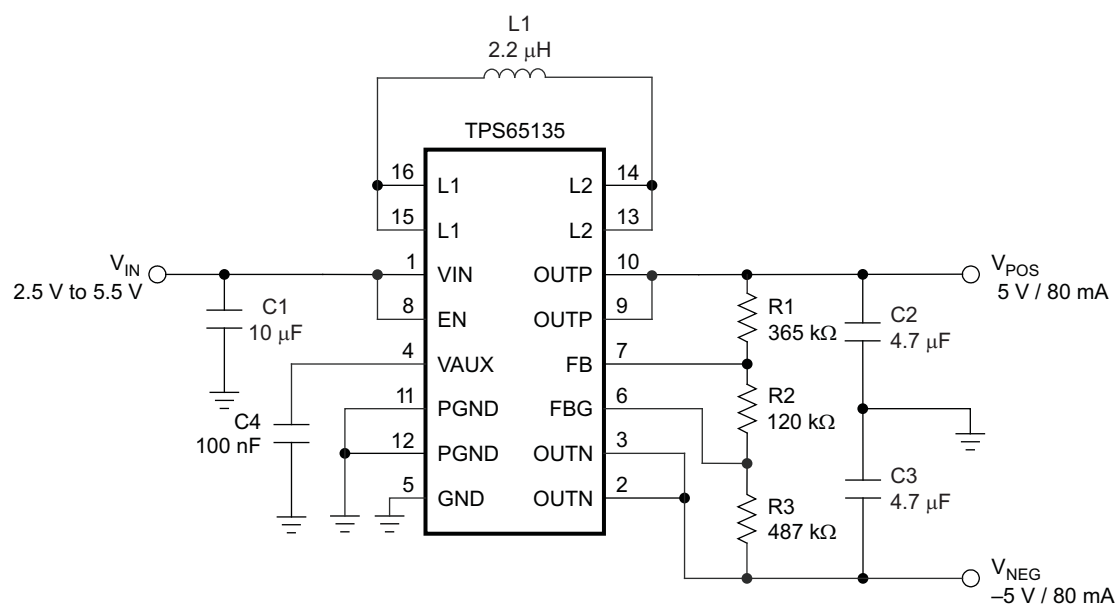 L1
2.2 μH
TPS65135
16
L1
L2
14
15
L1
L2
13
VIN
2.5 V to 5.5 V
1
VIN
OUTP
10
VPOS
5 V / 80 mA
C1
10 μF
8
EN
OUTP
9
R1
365 kΩ
C2
4.7 μF
4
VAUX
FB
7
11
PGND
FBG
6
R2
120 kΩ
C4
100 nF
12
PGND
OUTN
3
5
GND
OUTN
2
R3
487 kΩ
C3
4.7 μF
VNEG
–5 V / 80 mA